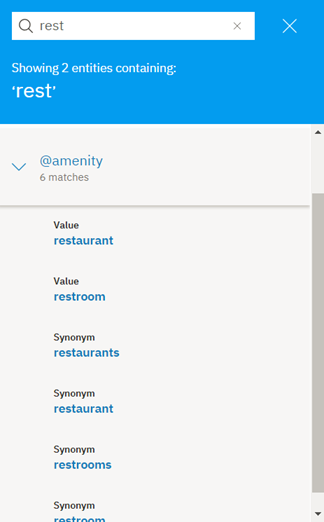 rest
Showing 2 entities containing:
‘rest’
@amenity
6 matches
Value
restaurant
Value
restroom
Synonym
restaurants
Synonym
restaurant
Synonym
restrooms
Synonym
restroom